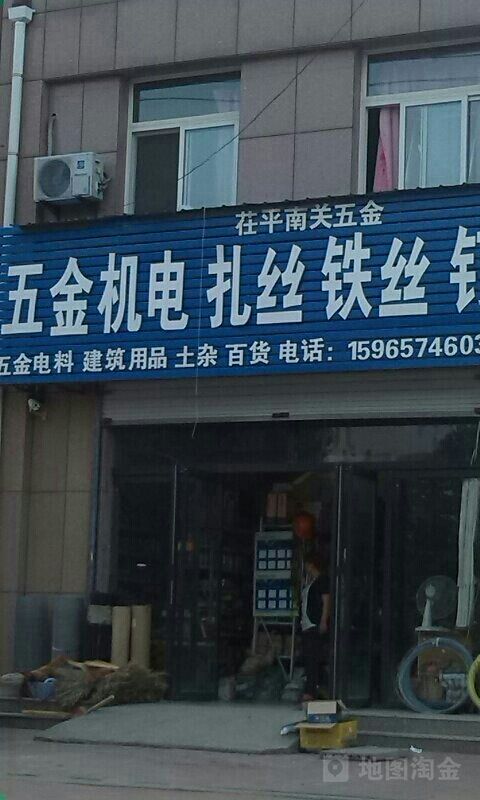 茌平南关五金
五金机电 扎丝 铁丝
五金电料 建筑用品 土杂 百货 电话：1596574603
地图淘金